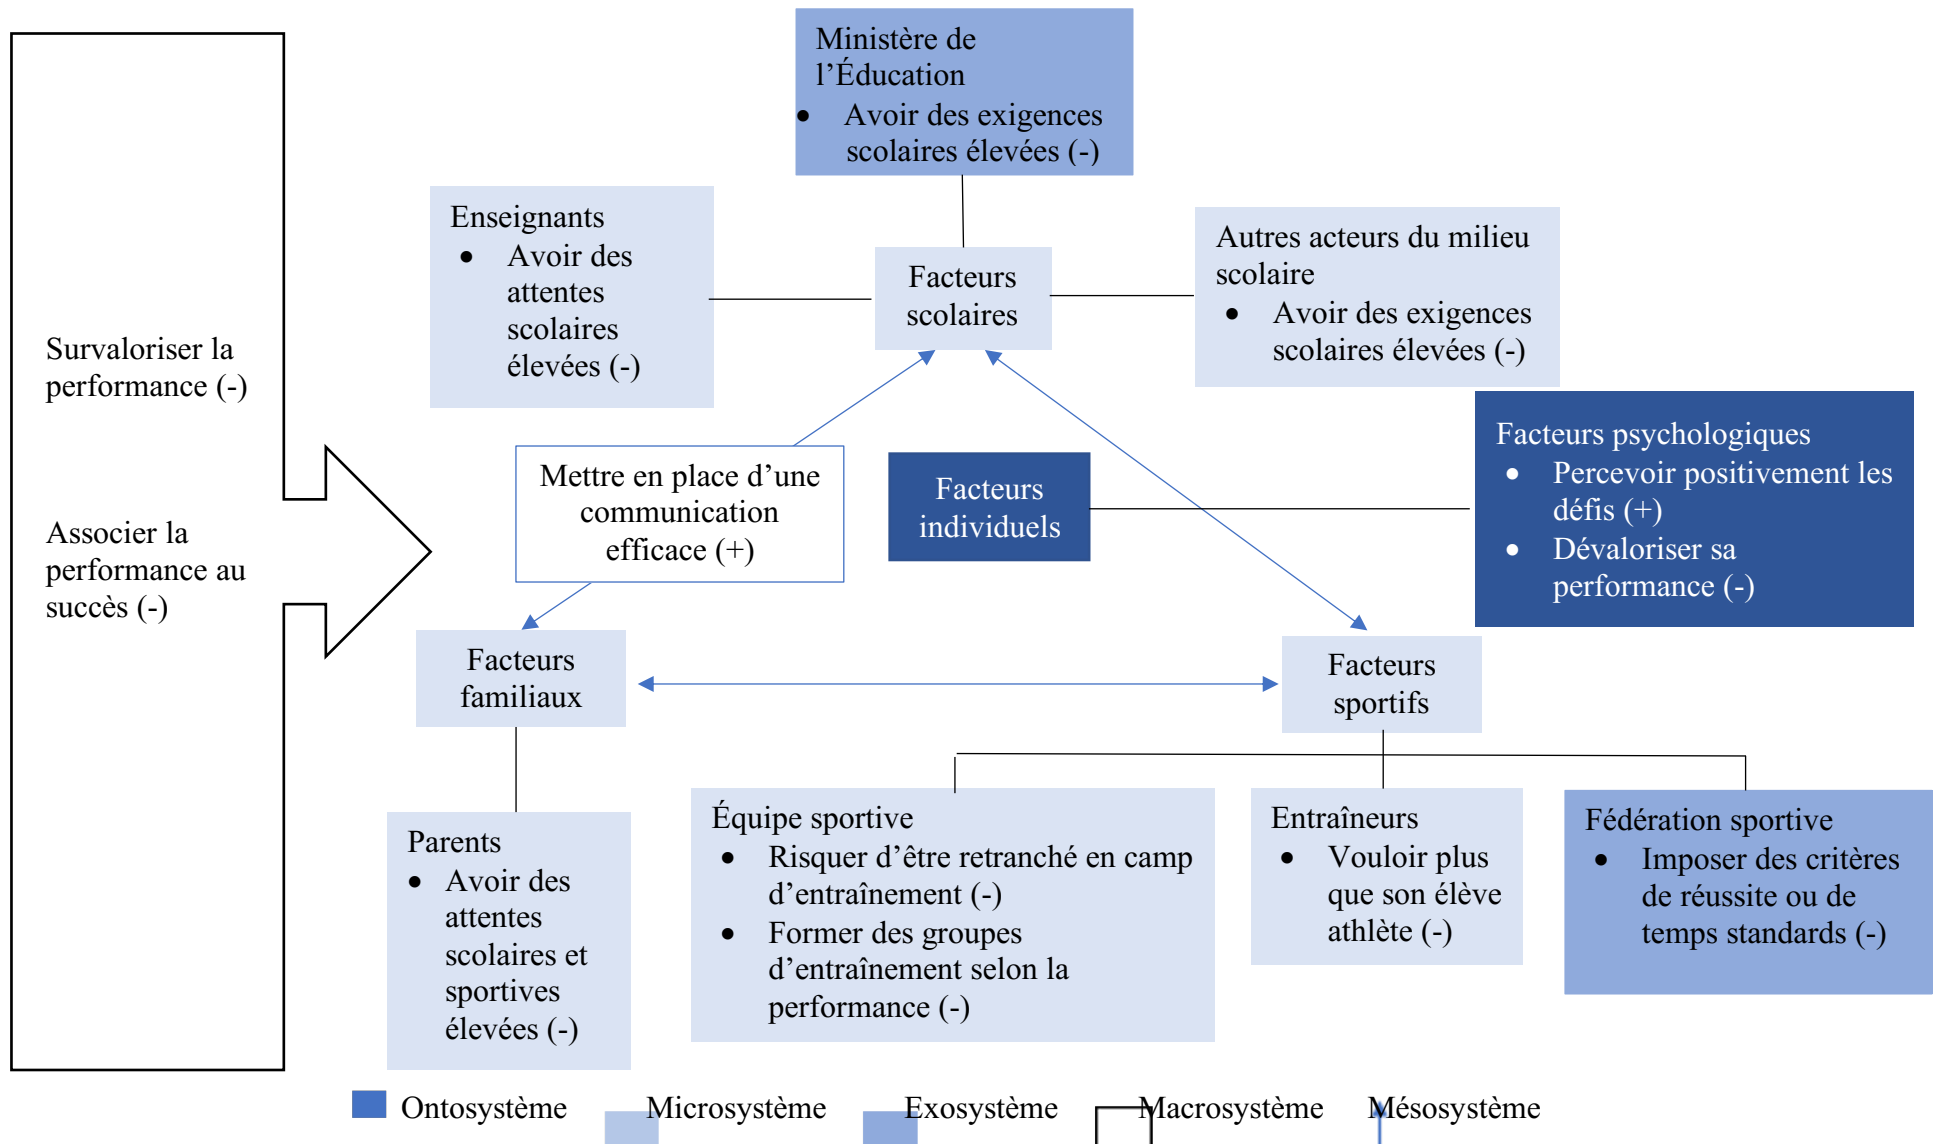 Ministère de
l’Éducation
• Avoir des exigences
scolaires élevées (-)
Enseignants
• Avoir des
attentes
scolaires
élevées (-)
Facteurs
scolaires
Autres acteurs du milieu
scolaire
• Avoir des exigences
scolaires élevées (-)
Survaloriser la
performance (-)
Associer la
performance au
succès (-)
Mettre en place d’une
communication
efficace (+)
Facteurs
individuels
Facteurs psychologiques
• Percevoir positivement les
défis (+)
• Dévaloriser sa
performance (-)
Facteurs
familiaux
Facteurs
sportifs
Parents
• Avoir des
attentes
scolaires et
sportives
élevées (-)
Équipe sportive
• Risquer d’être retranché en camp
d’entraînement (-)
• Former des groupes
d’entraînement selon la
performance (-)
Entraîneurs
• Vouloir plus
que son élève
athlète (-)
Fédération sportive
• Imposer des critères
de réussite ou de
temps standards (-)
Ontosystème Microsystème Exosystème Macrosystème Mésosystème